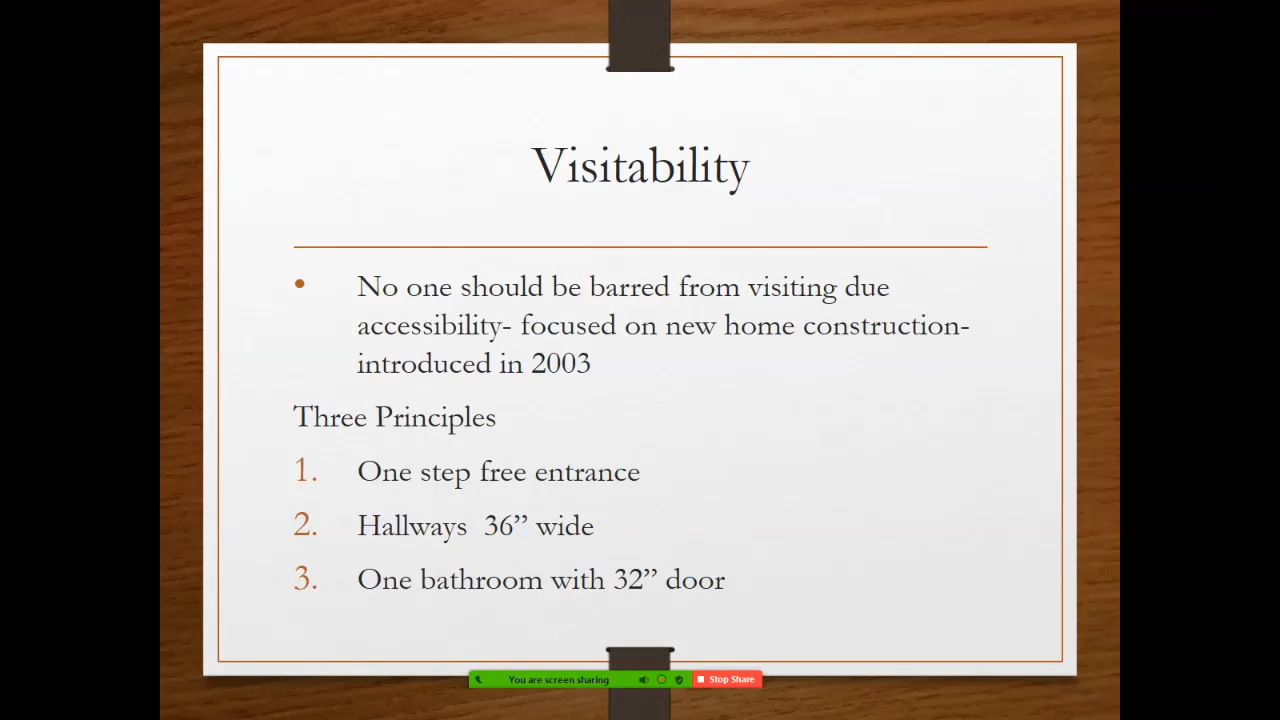 Visitability
• No one should be barred from visiting due
accessibility- focused on new home construction-
introduced in 2003
Three Principles
1. One step free entrance
2. Hallways  36” wide
3. One bathroom with 32” door
You are screen sharing
Stop Share